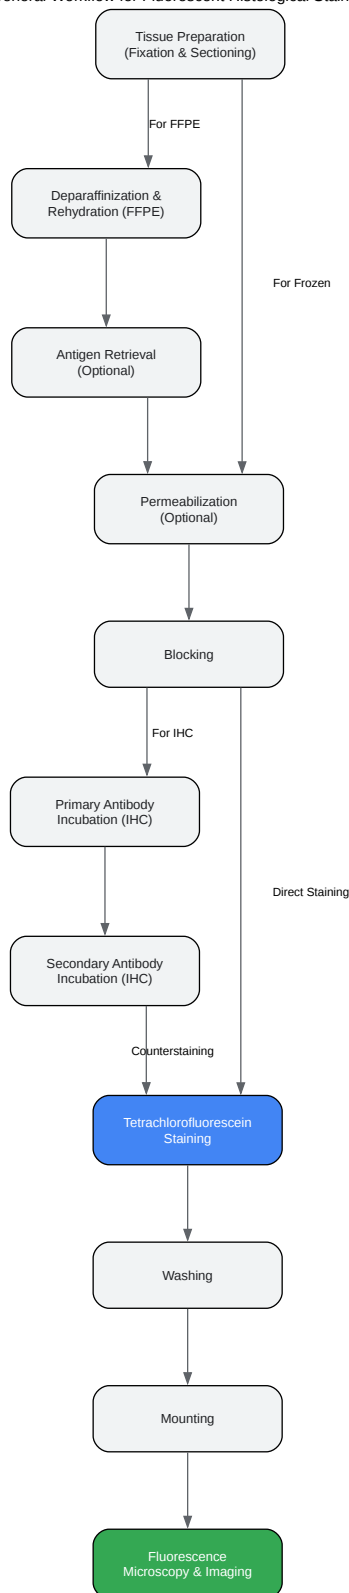 Workflow for Fluorescent Histological
Tissue Preparation
(Fixation & Sectioning)
For FFPE
Deparaffinization &
Rehydration (FFPE)
For Frozen
Antigen Retrieval
(Optional)
Permeabilization
(Optional)
Blocking
For IHC
Primary Antibody
Incubation (IHC)
Direct Staining
Secondary Antibody
Incubation (IHC)
Counterstaining
Tetrachlorofluorescein
Staining
Washing
Mounting
Fluorescence
Microscopy & Imaging